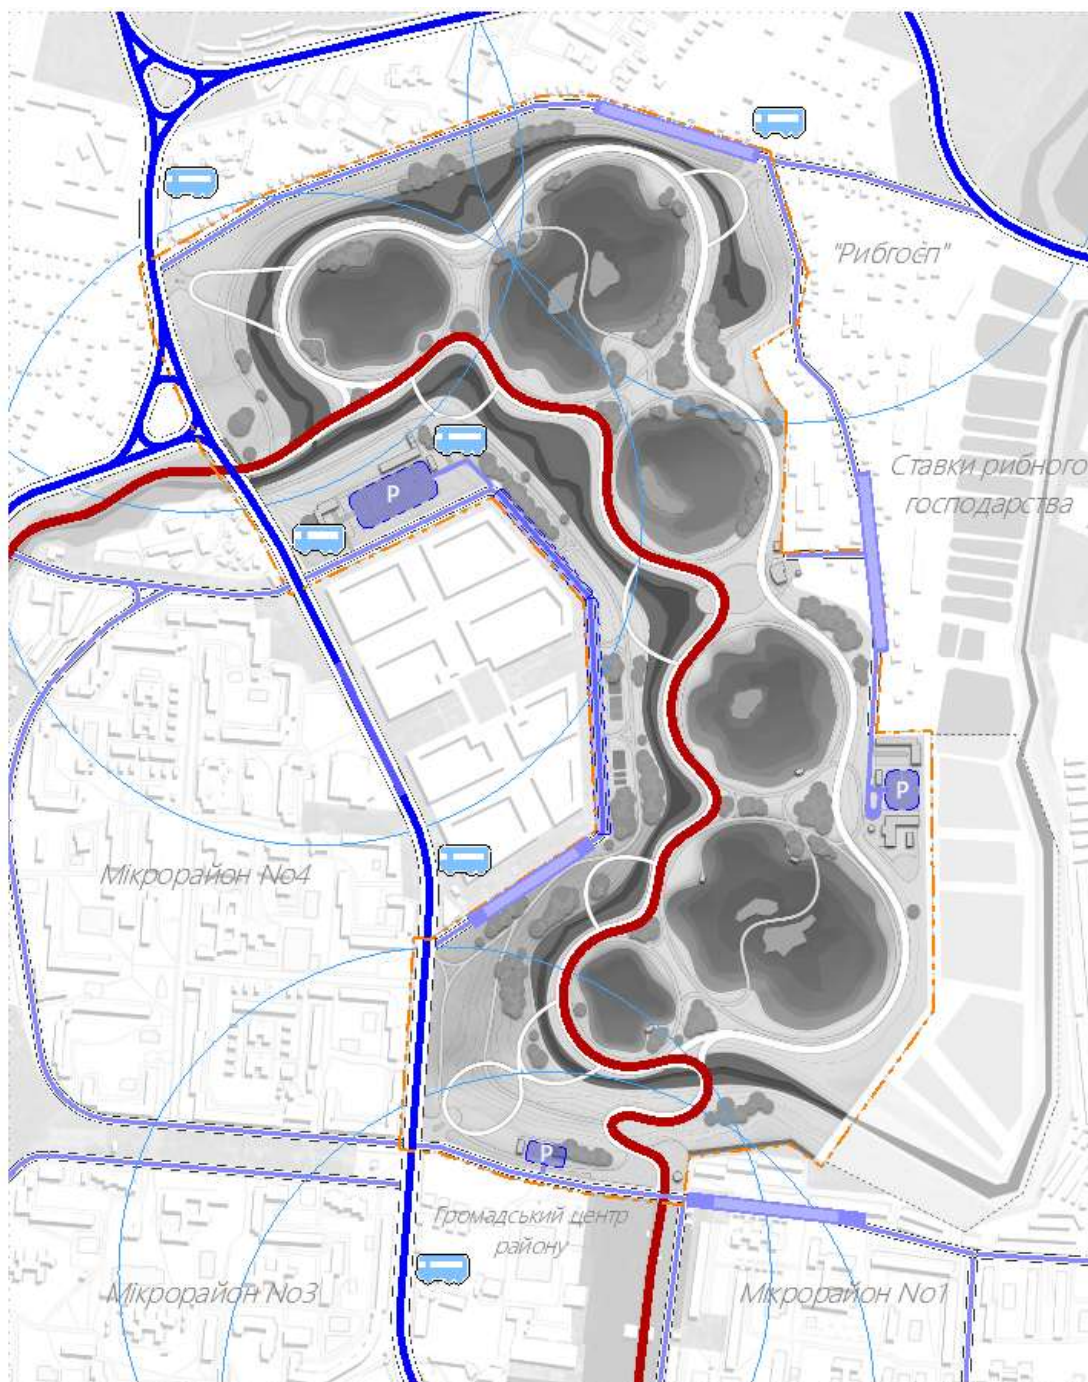 "Рибгосп"
Ставки рибного
господарства
P
P
Мікрорайон No4
P
Громадський центр
району
Мікрорайон No3
Мікрорайон No1